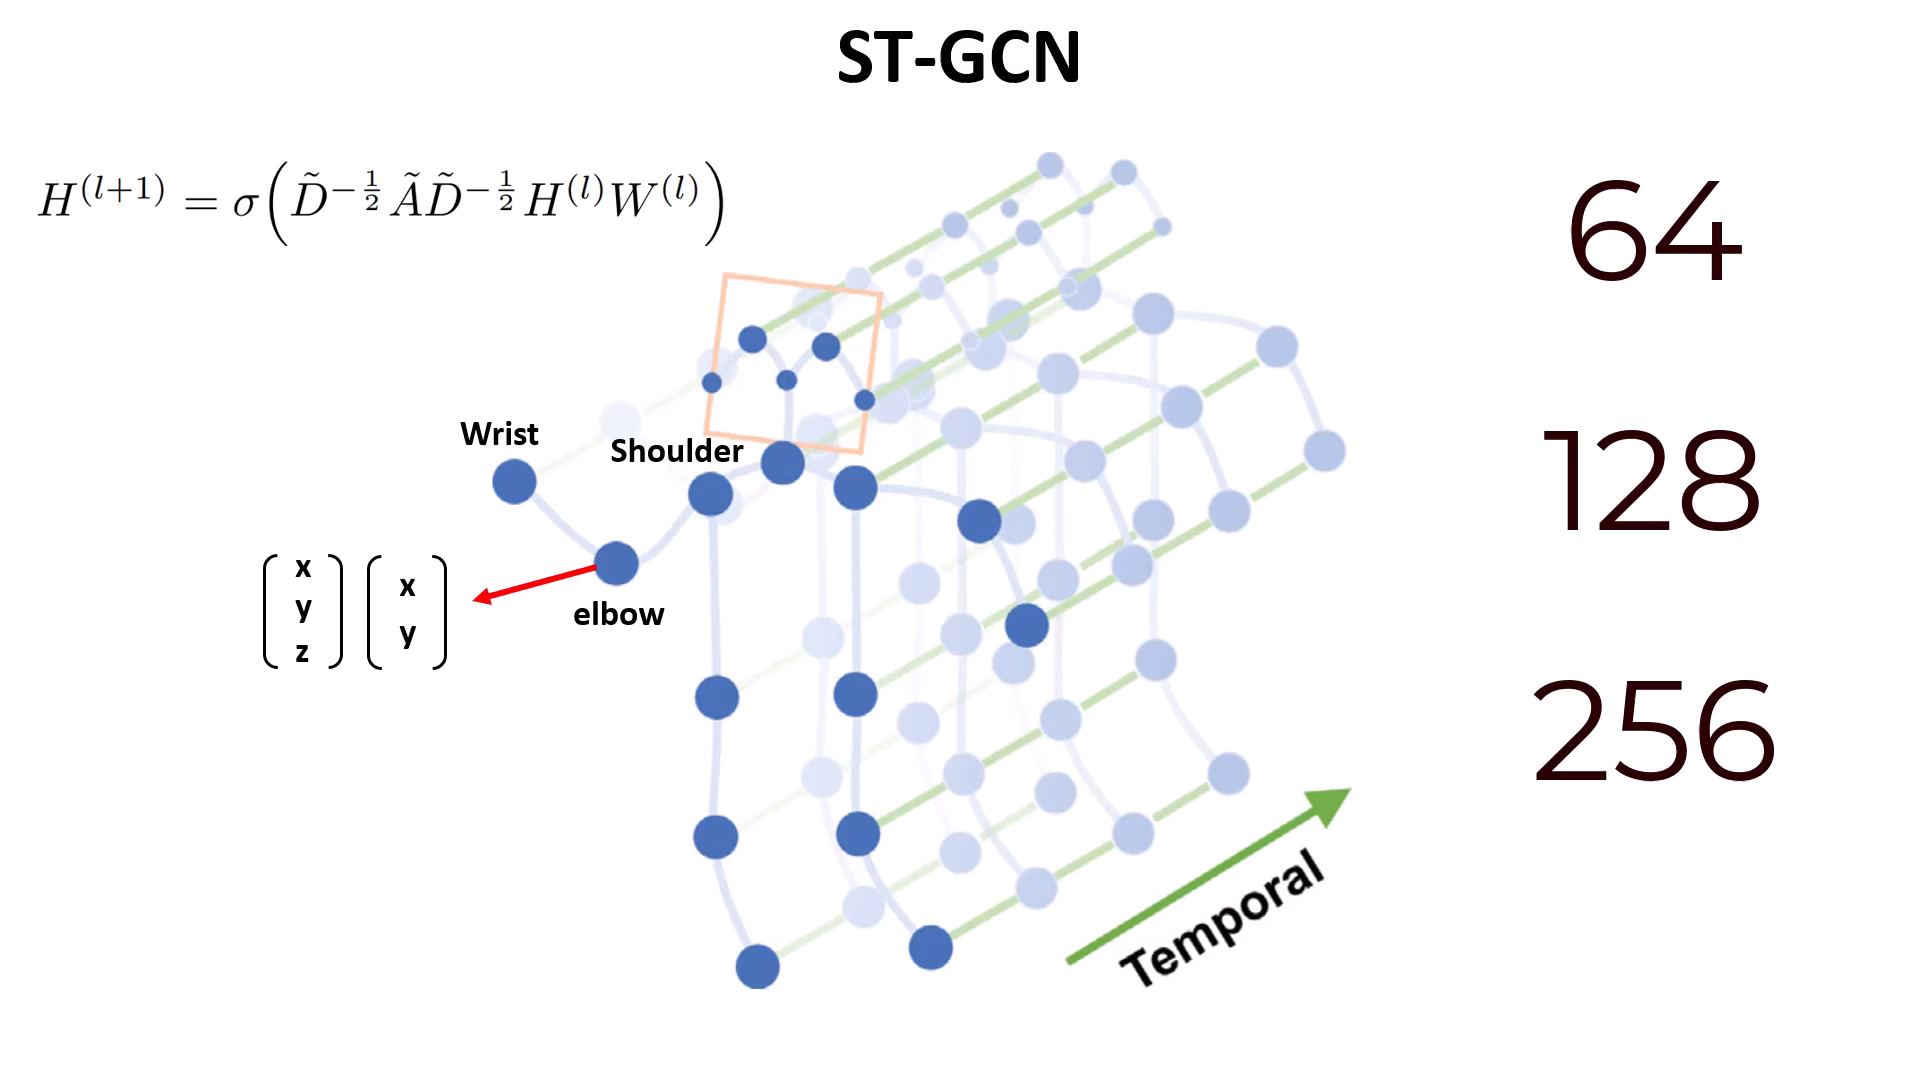 ST-GCN
H^{(l+1)} = σ(D̃^{-1/2} Ã D̃^{-1/2} H^{(l)} W^{(l)})
64
Wrist
Shoulder
128
x
y
z
x
y
elbow
256
Temporal